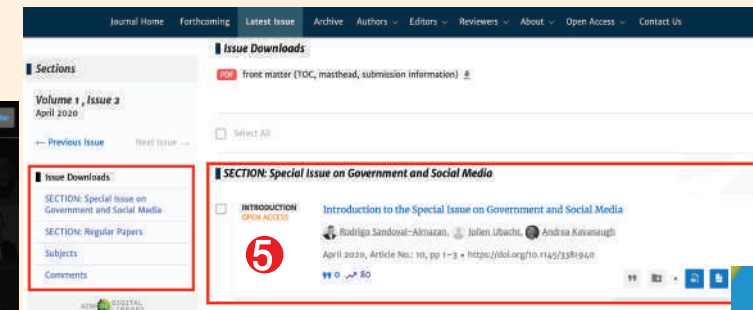 Journal Home Forthcoming Latest Issue Archive Authors Editors Reviewers About Open Access Contact Us
Issue Downloads
PDF front matter (TOC, masthead, submission information)
Select All
Sections
Volume 1 , Issue 2
April 2020
← Previous Issue Next Issue →
Issue Downloads
SECTION: Special Issue on
Government and Social Media
SECTION: Regular Papers
Subjects
Comments
DIGITAL
LIBRARY
SECTION: Special Issue on Government and Social Media
INTRODUCTION
OPEN ACCESS
Introduction to the Special Issue on Government and Social Media
Rodrigo Sandoval-Almazan, Jolien Ubacht, Andrea Kavanaugh
April 2020, Article No.: 10, pp 1–3 • https://doi.org/10.1145/3381940
0 80
5